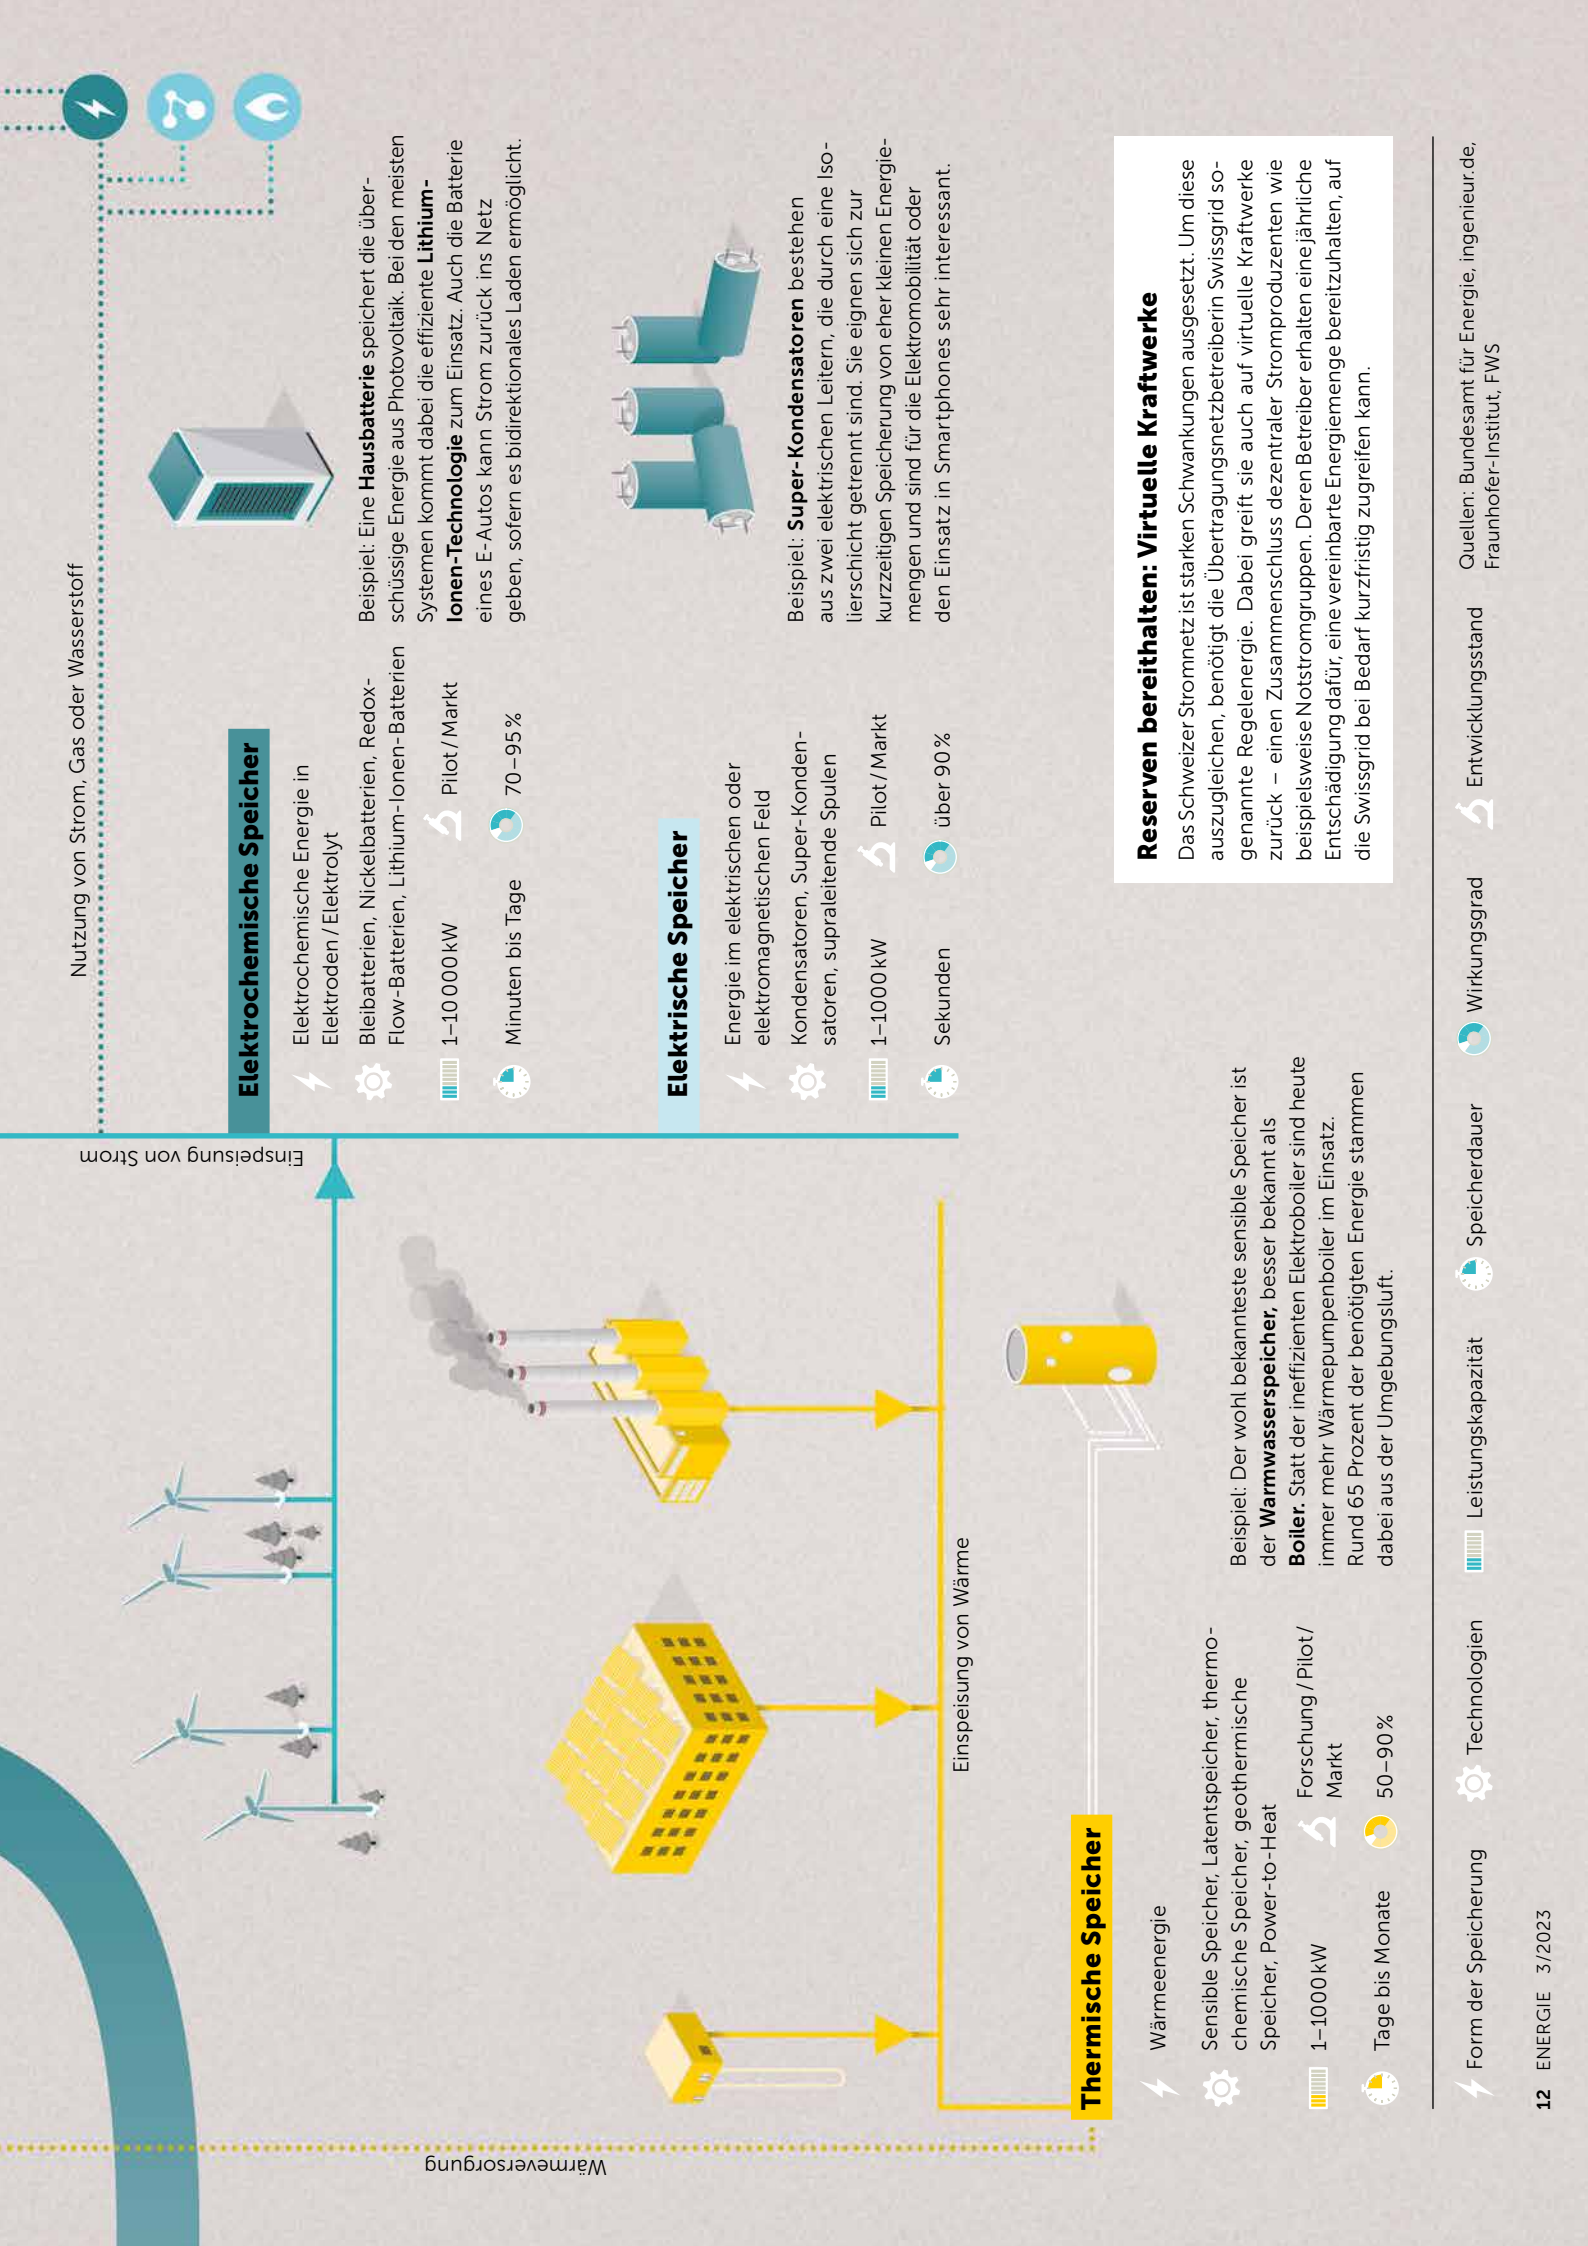 Nutzung von Strom, Gas oder Wasserstoff
Einspeisung von Strom
Wärmeversorgung
Einspeisung von Wärme
Elektrochemische Speicher
Elektrochemische Energie in
Elektroden / Elektrolyt
Bleibatterien, Nickelbatterien, Redox-
Flow-Batterien, Lithium-Ionen-Batterien
1–10 000 kW
Pilot / Markt
Minuten bis Tage
70–95 %
Beispiel: Eine Hausbatterie speichert die über-
schüssige Energie aus Photovoltaik. Bei den meisten
Systemen kommt dabei die effiziente Lithium-
Ionen-Technologie zum Einsatz. Auch die Batterie
eines E-Autos kann Strom zurück ins Netz
geben, sofern es bidirektionales Laden ermöglicht.
Elektrische Speicher
Energie im elektrischen oder
elektromagnetischen Feld
Kondensatoren, Super-Konden-
satoren, supraleitende Spulen
1–1000 kW
Pilot / Markt
Sekunden
über 90 %
Beispiel: Super-Kondensatoren bestehen
aus zwei elektrischen Leitern, die durch eine Iso-
lierschicht getrennt sind. Sie eignen sich zur
kurzzeitigen Speicherung von eher kleinen Energie-
mengen und sind für die Elektromobilität oder
den Einsatz in Smartphones sehr interessant.
Thermische Speicher
Wärmeenergie
Sensible Speicher, Latentspeicher, thermo-
chemische Speicher, geothermische
Speicher, Power-to-Heat
1–1000 kW
Forschung / Pilot /
Markt
Tage bis Monate
50–90 %
Beispiel: Der wohl bekannteste sensible Speicher ist
der Warmwasserspeicher, besser bekannt als
Boiler. Statt der ineffizienten Elektroboiler sind heute
immer mehr Wärmepumpenboiler im Einsatz.
Rund 65 Prozent der benötigten Energie stammen
dabei aus der Umgebungsluft.
Reserven bereithalten: Virtuelle Kraftwerke
Das Schweizer Stromnetz ist starken Schwankungen ausgesetzt. Um diese
auszugleichen, benötigt die Übertragungsnetzbetreiberin Swissgrid so-
genannte Regelenergie. Dabei greift sie auch auf virtuelle Kraftwerke
zurück – einen Zusammenschluss dezentraler Stromproduzenten wie
beispielsweise Notstromgruppen. Deren Betreiber erhalten eine jährliche
Entschädigung dafür, eine vereinbarte Energiemenge bereitzuhalten, auf
die Swissgrid bei Bedarf kurzfristig zugreifen kann.
Form der Speicherung
Technologien
Leistungskapazität
Speicherdauer
Wirkungsgrad
Entwicklungsstand
Quellen: Bundesamt für Energie, ingenieur.de,
Fraunhofer-Institut, FWS
12 ENERGIE 3/2023